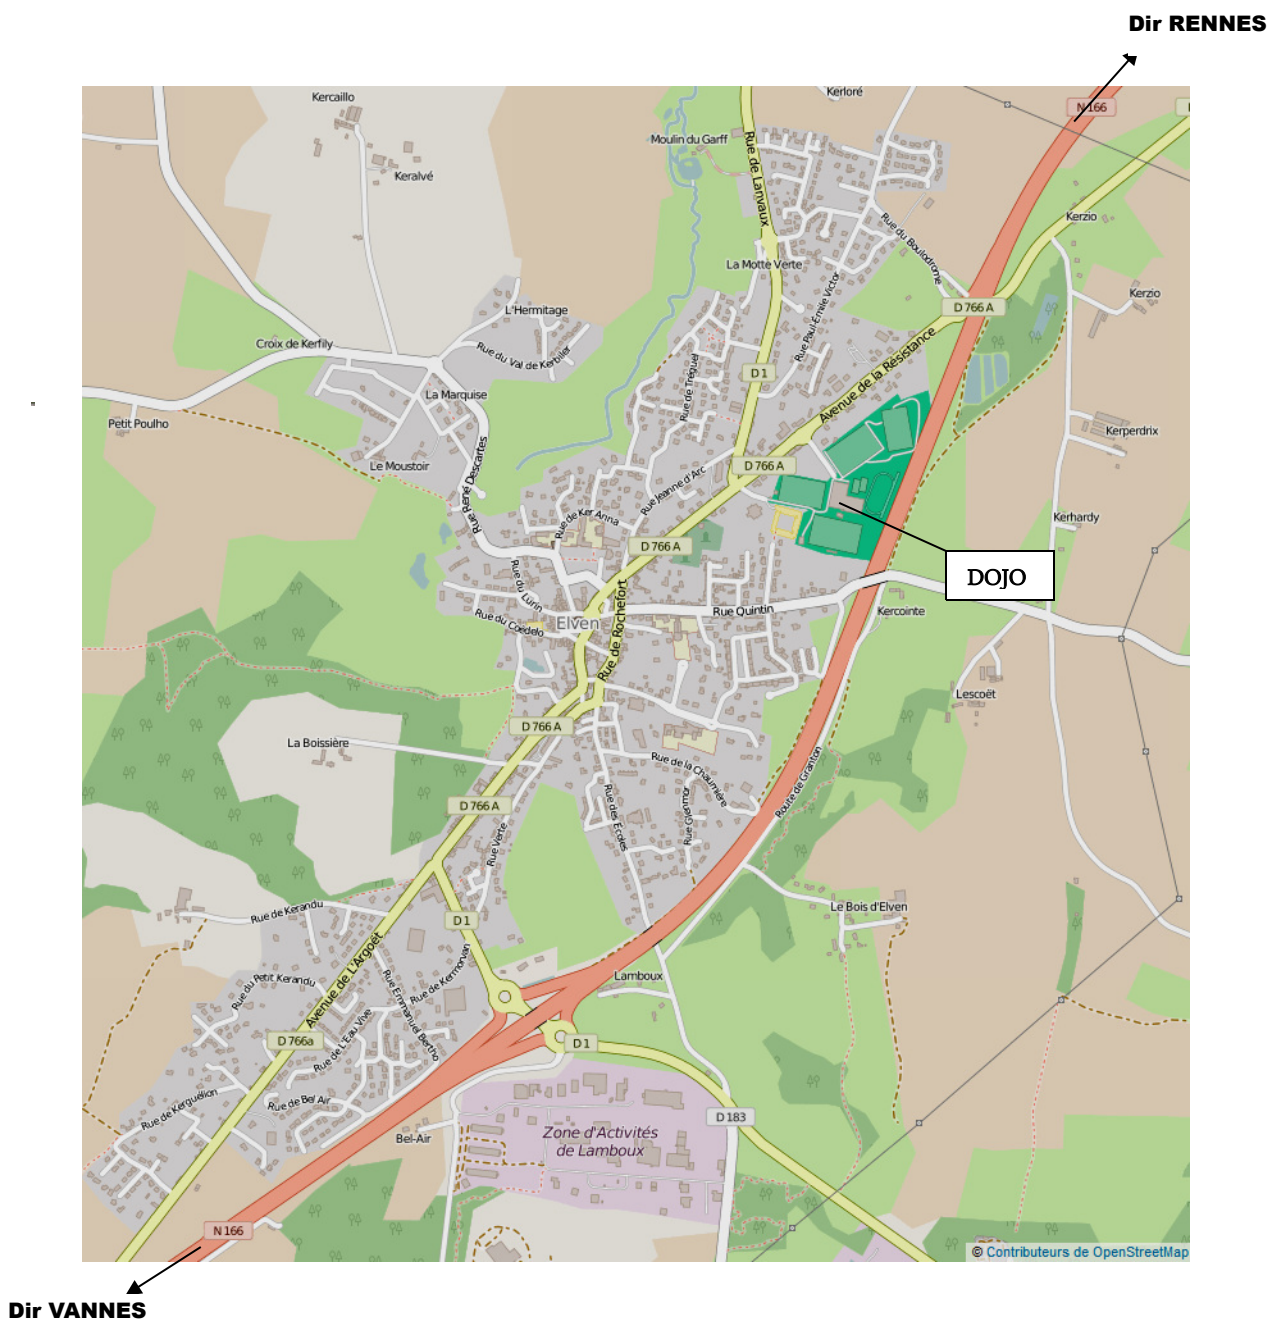 Dir RENNES
Kercaillo
Kerloré
N 166
Moulin du Garff
Rue de Lanvaux
Keralvé
Kerzio
Rue du Boulodrome
La Motte Verte
Kerzio
L'Hermitage
D 766 A
Rue Paul-Émile Victor
Croix de Kerfily
Rue du Val de Kerbiler
Avenue de la Résistance
D 1
Rue de Tréguel
La Marquise
Petit Poulho
Kerperdrix
Le Moustoir
Rue René Descartes
D 766 A
Rue Jeanne d'Arc
Rue de Ker Anna
Kerhardy
D 766 A
DOJO
Rue du Lurin
Rue Quintin
Kercointe
Rue du Coedelo
Elven
Rue de Rochefort
Lescoët
D 766 A
La Boissière
Rue de la Chaumière
Route de Granton
D 766 A
Rue des Ecoles
Rue Glenmor
Rue Verte
Le Bois d'Elven
Rue de Kerandu
D 1
Avenue de L'Argoët
Rue de Kermorvan
Lamboux
Rue du Petit Kerandu
Rue Emmanuel Bertho
D 766a
Rue de L'Eau Vive
D 1
Rue de Kerguélion
Rue de Bel Air
D 183
Bel-Air
Zone d'Activités
de Lamboux
N 166
© Contributeurs de OpenStreetMap
Dir VANNES